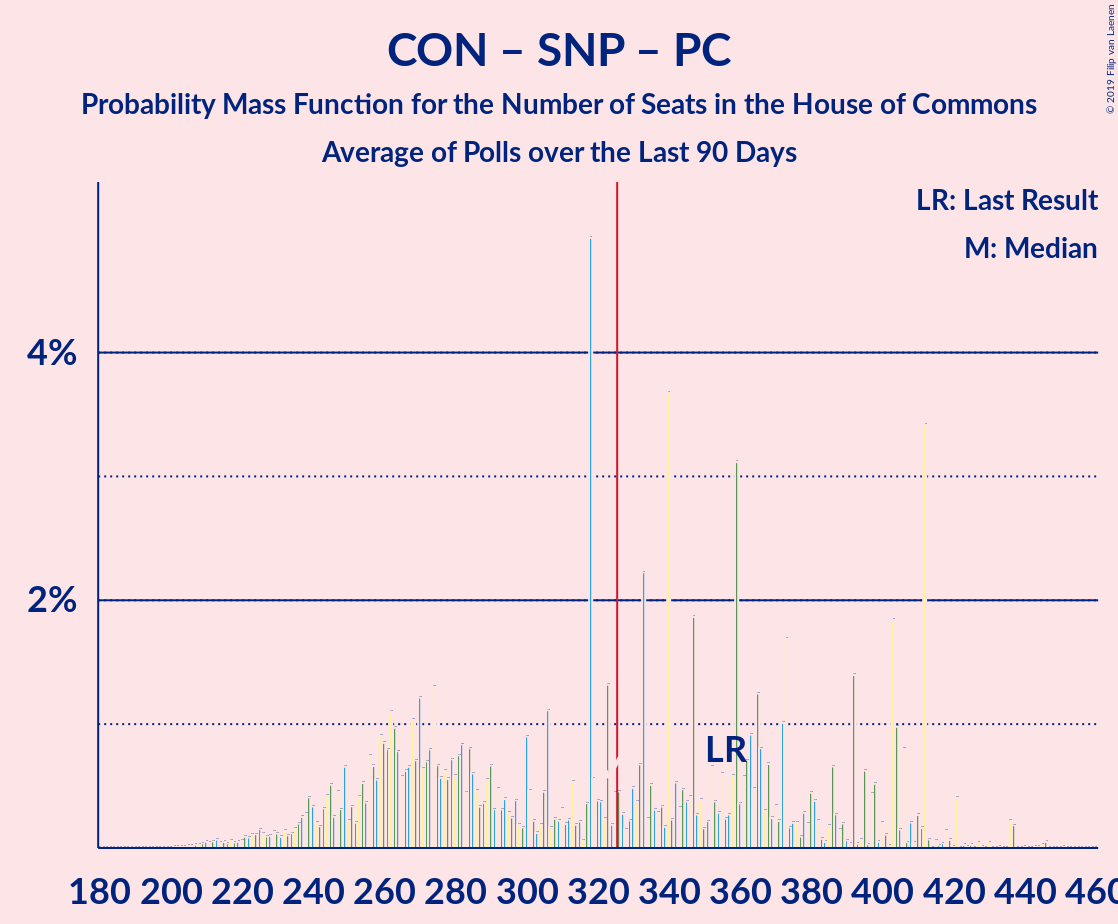 CON – SNP – PC
Probability Mass Function for the Number of Seats in the House of Commons
Average of Polls over the Last 90 Days
© 2019 Filip van Laenen
LR: Last Result
M: Median
4%
2%
LR
180 200 220 240 260 280 300 320 340 360 380 400 420 440 460